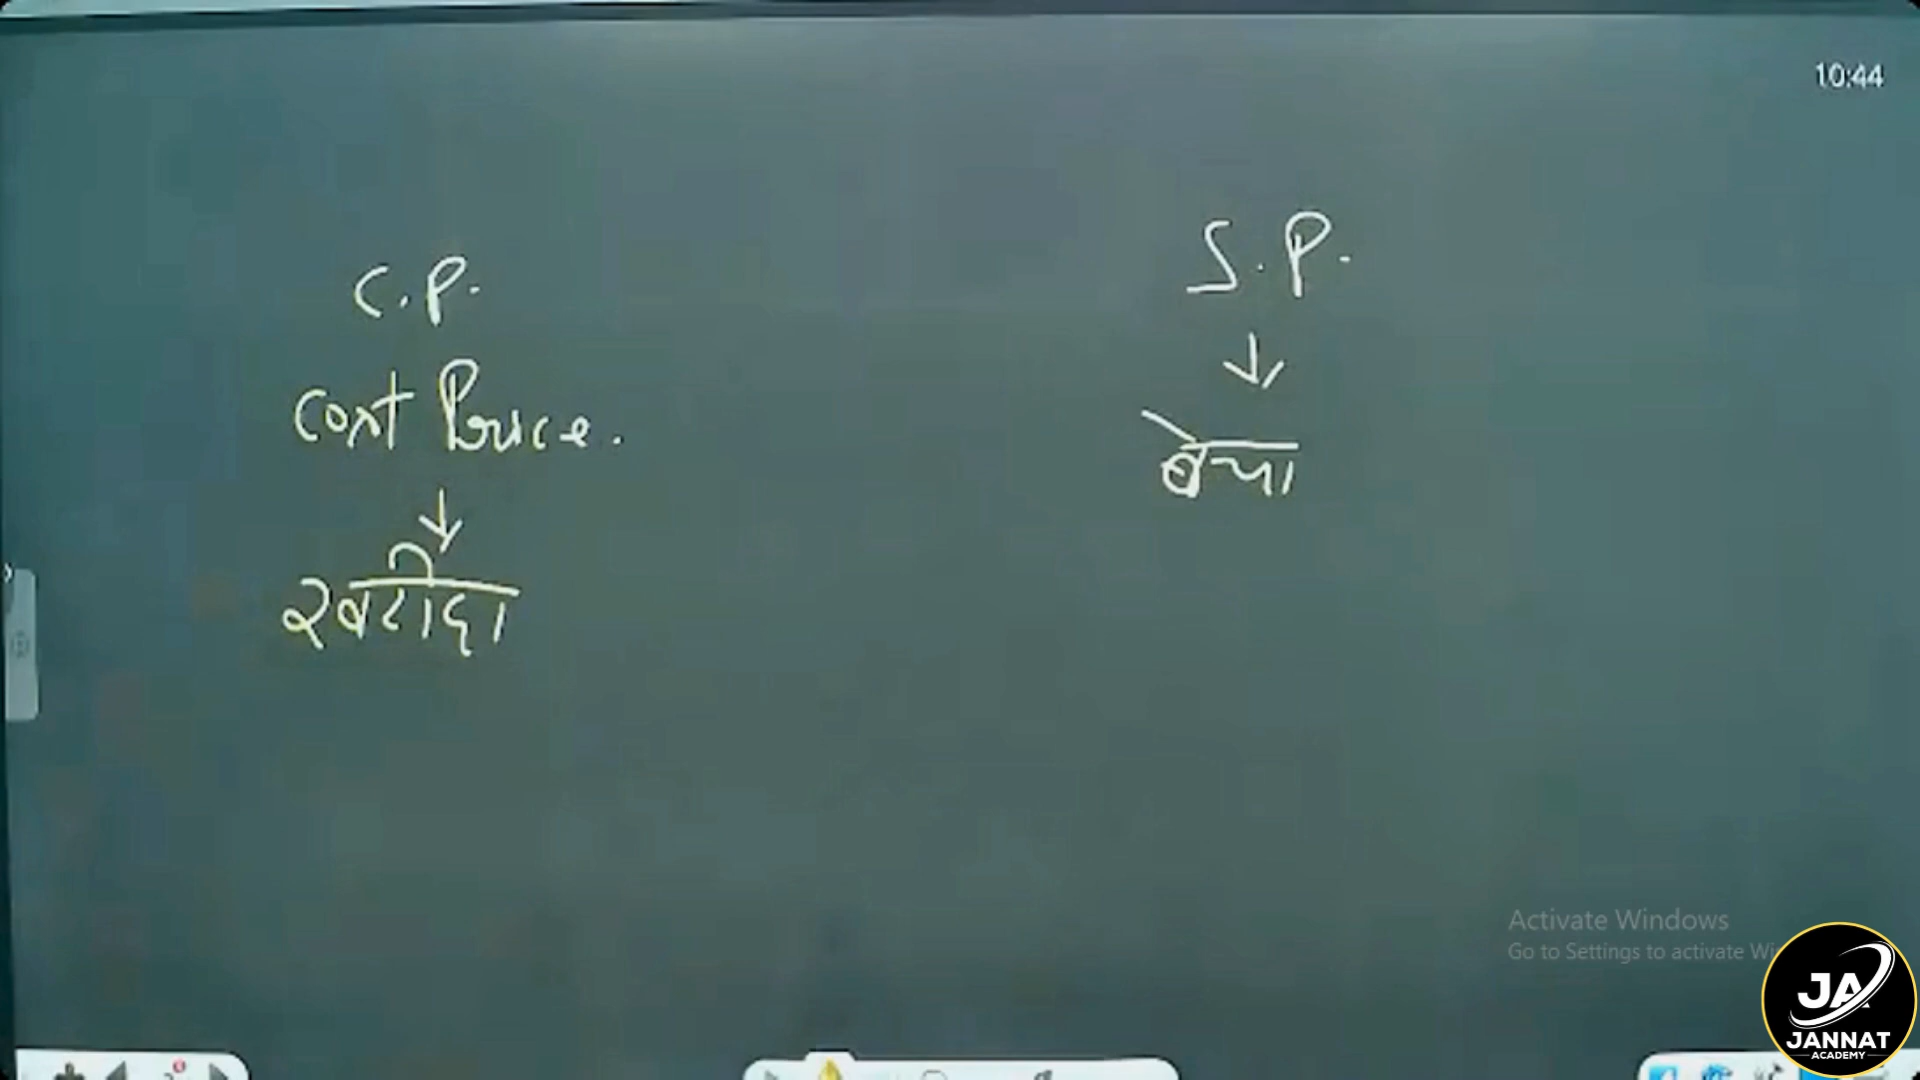 10:44
C.P.
S.P.
Cost Price.
↓
↓
बेचा
खरीदा
Activate Windows
Go to Settings to activate Wi
JA
JANNAT
ACADEMY